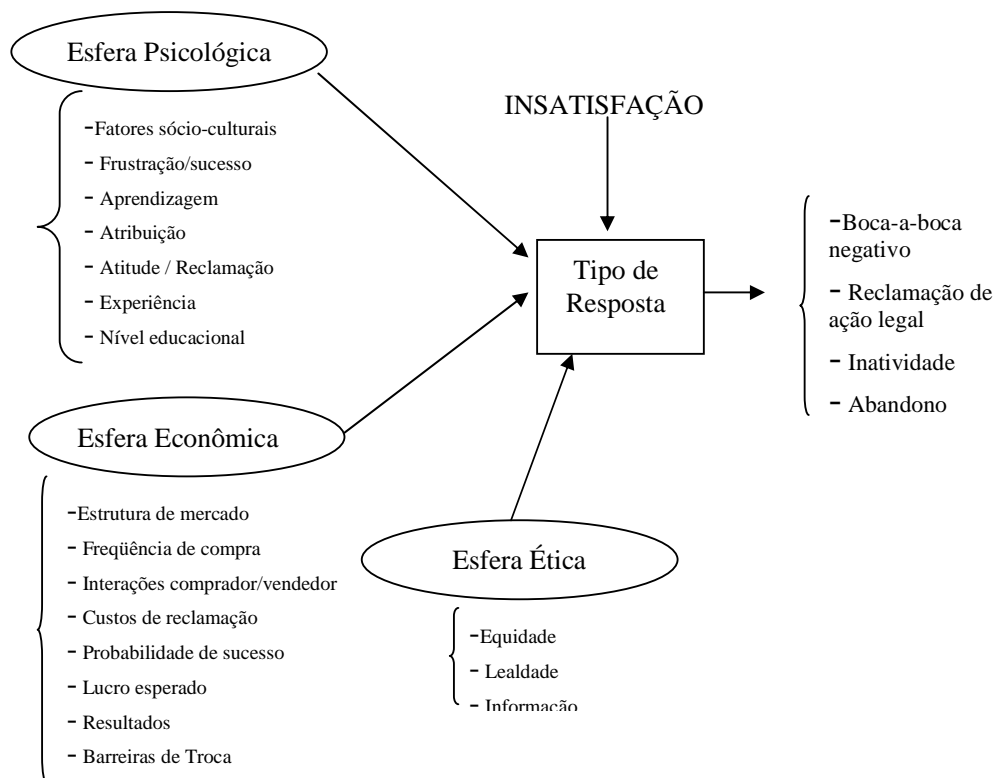 Esfera Psicológica
-Fatores sócio-culturais
- Frustração/sucesso
- Aprendizagem
- Atribuição
- Atitude / Reclamação
- Experiência
- Nível educacional
INSATISFAÇÃO
Tipo de
Resposta
-Boca-a-boca
negativo
- Reclamação de
ação legal
- Inatividade
- Abandono
Esfera Econômica
-Estrutura de mercado
- Freqüência de compra
- Interações comprador/vendedor
- Custos de reclamação
- Probabilidade de sucesso
- Lucro esperado
- Resultados
- Barreiras de Troca
Esfera Ética
-Equidade
- Lealdade
- Informação